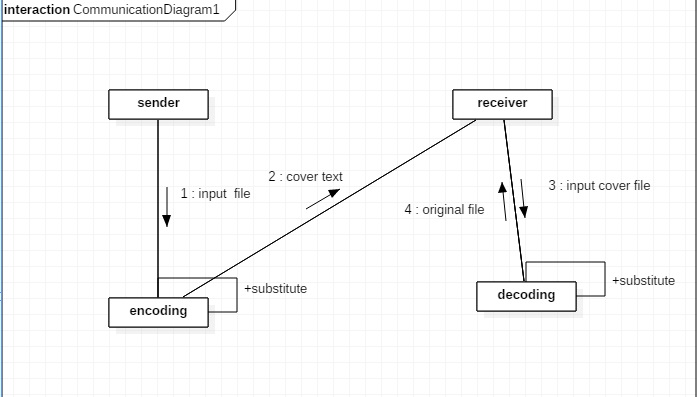 interaction CommunicationDiagram1
sender
receiver
2 : cover text
1 : input file
3 : input cover file
4 : original file
+substitute
+substitute
encoding
decoding